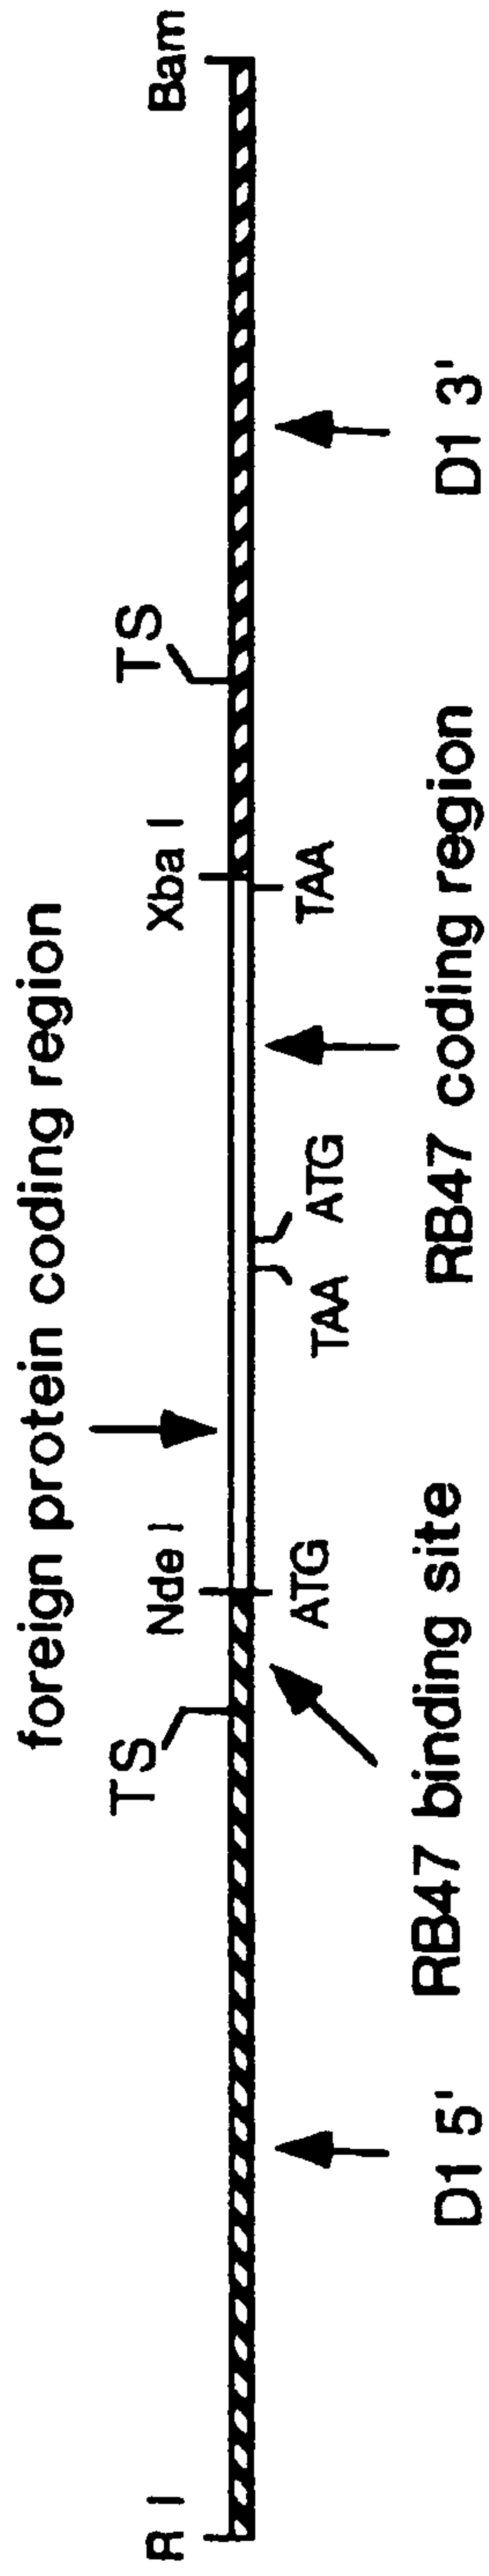 foreign protein coding region
R I
TS
Nde I
Xba I
TS
Bam
ATG
TAA
ATG
TAA
D1 5'
RB47 binding site
RB47 coding region
D1 3'